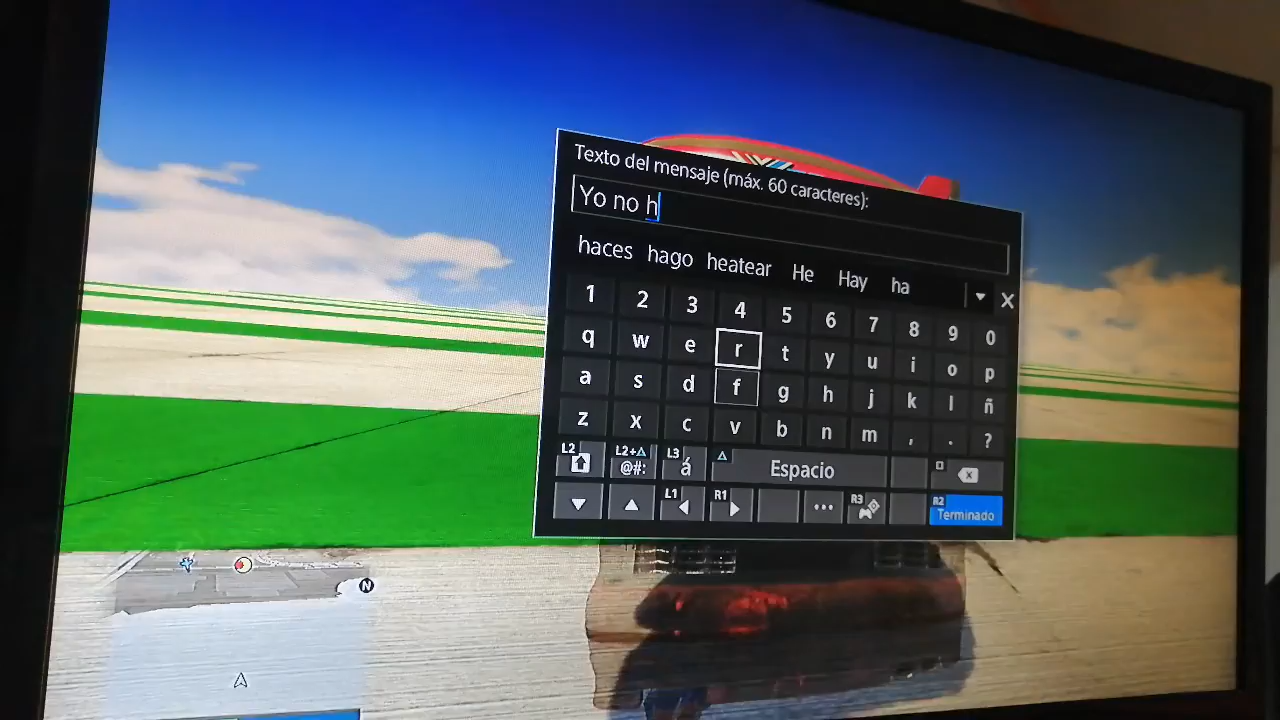 Texto del mensaje (máx. 60 caracteres):
Yo no h
haces hago heatear He Hay ha
X
1 2 3 4 5 6 7 8 9 0
q w e r t y u i o p
a s d f g h j k l ñ
z x c v b n m , . ?
L2 L2+△ @#: L3 á △ Espacio
L1 R1 ... R3 R2 Terminado
N